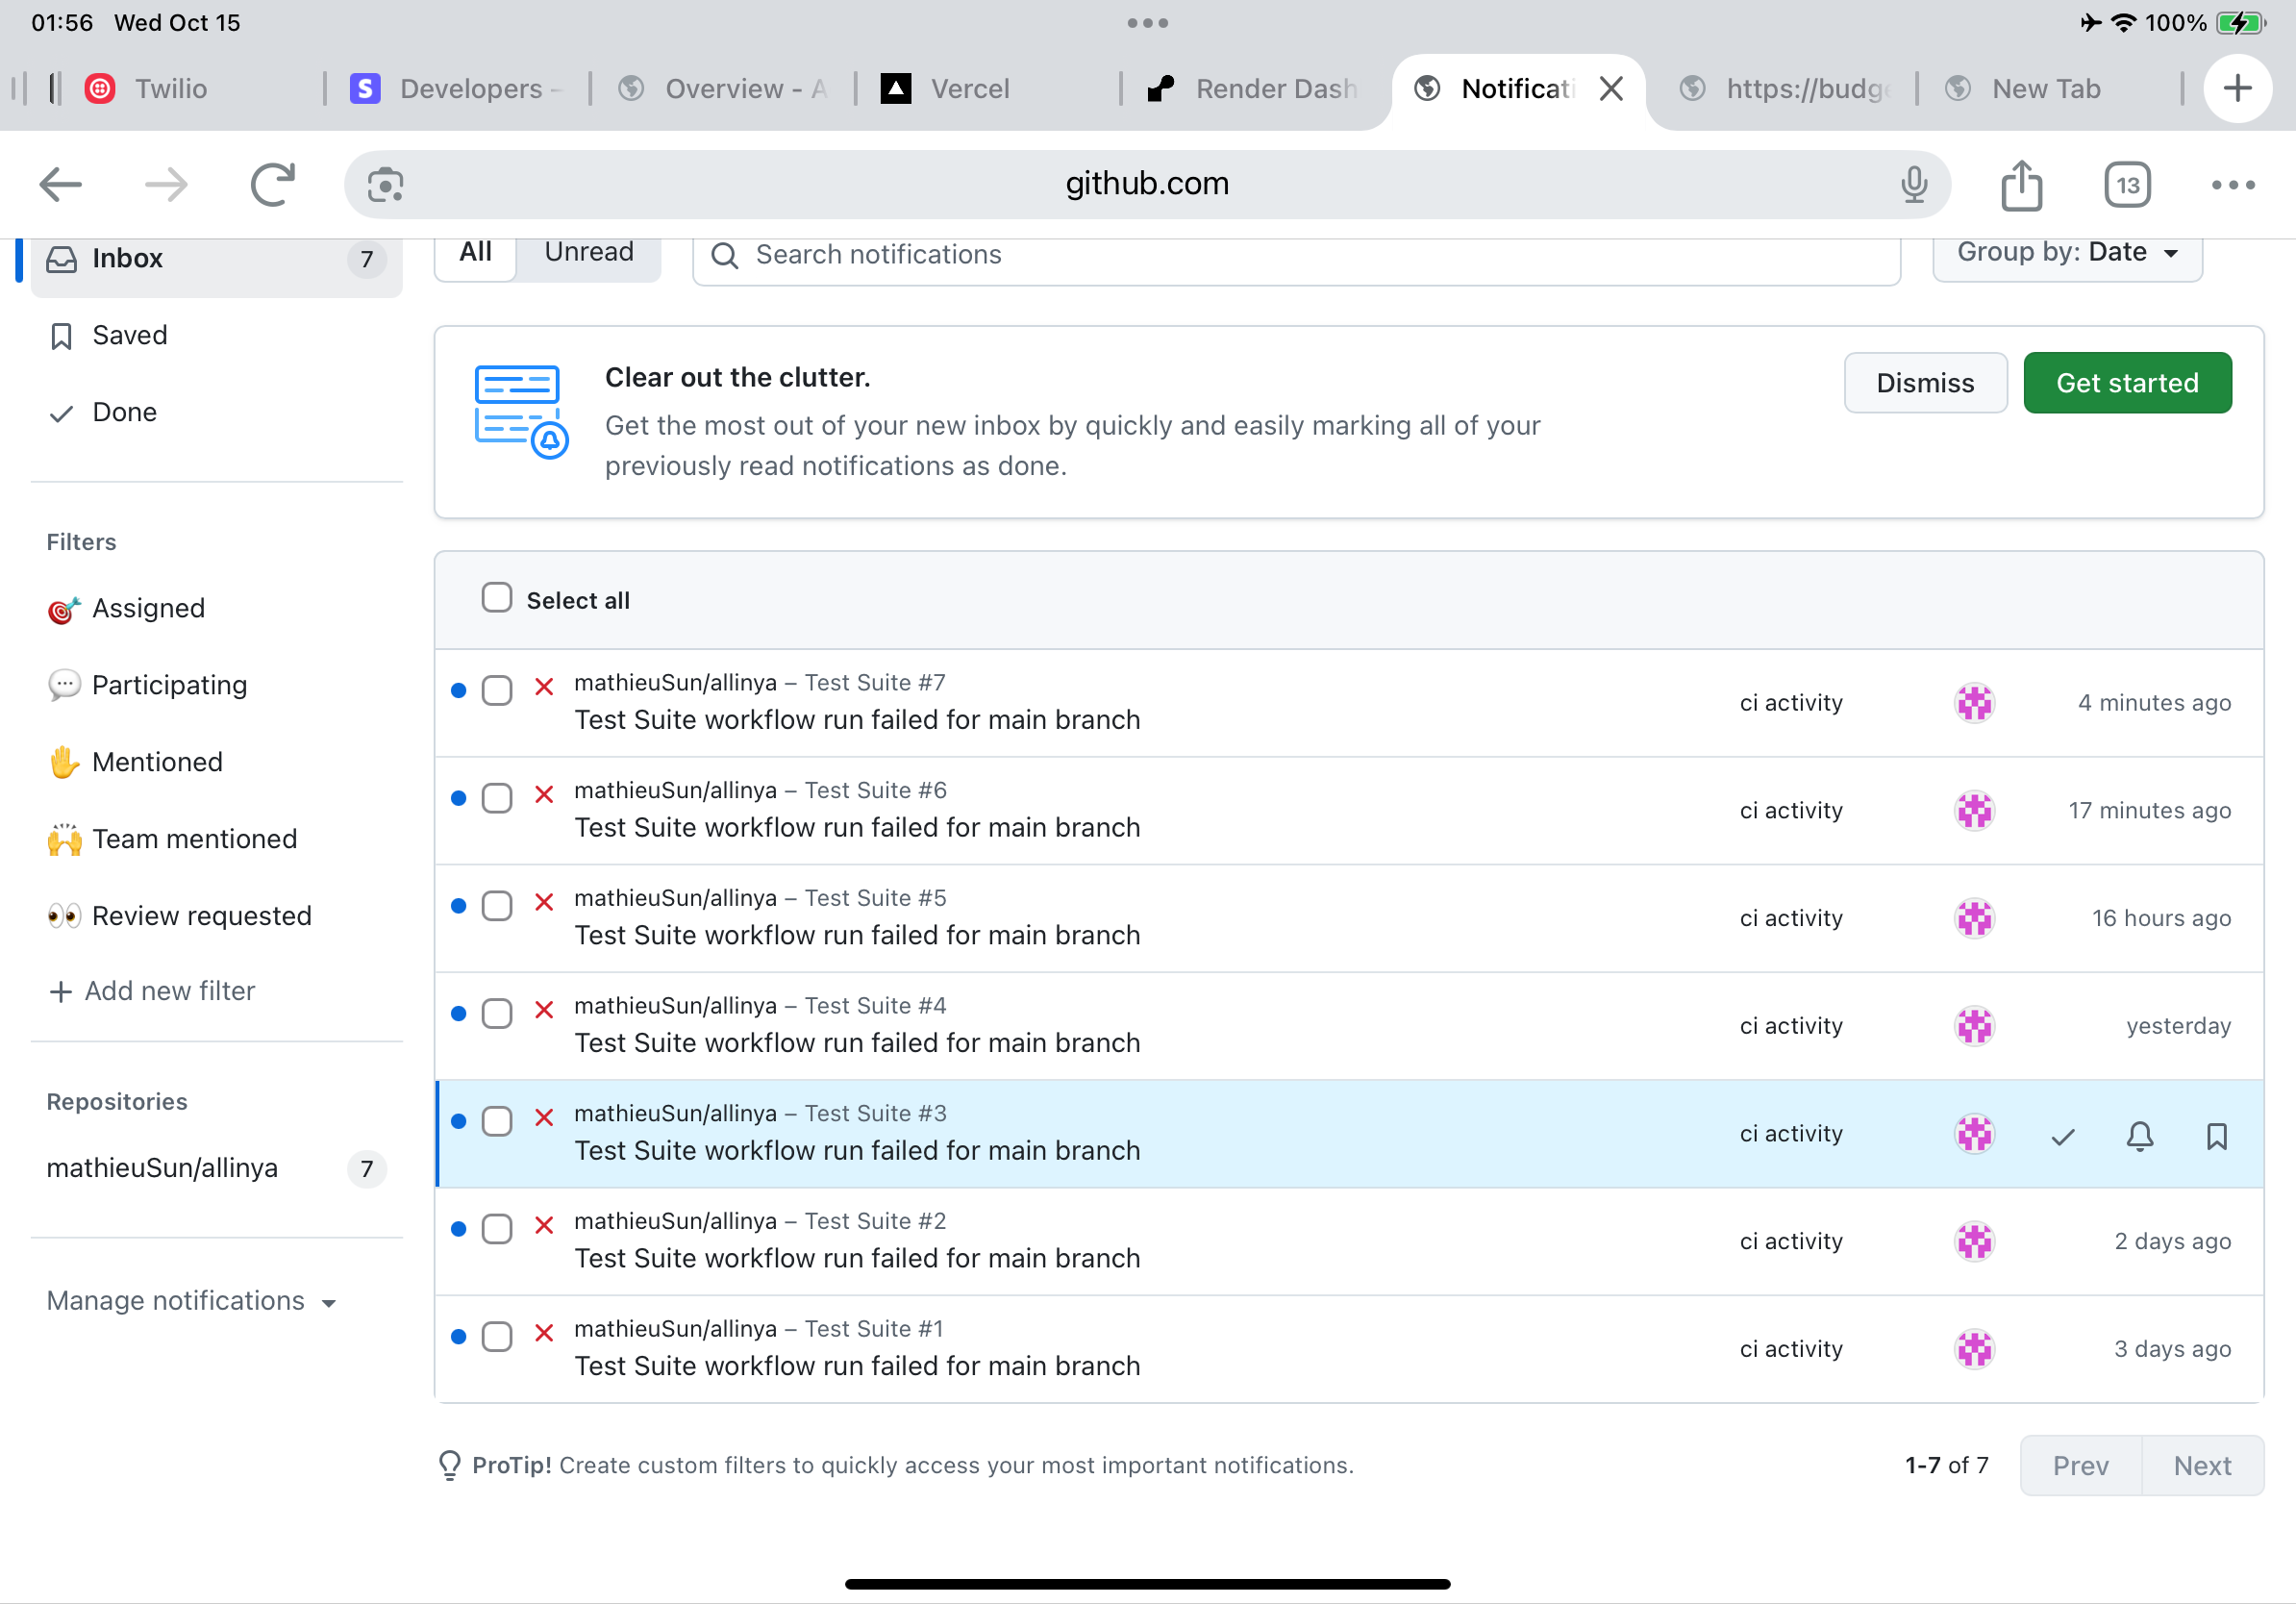 01:56 Wed Oct 15
100%
Twilio
Developers -
Overview - A
Vercel
Render Dash
Notificati
https://budge
New Tab
github.com
13
Inbox 7
Saved
Done
Filters
Assigned
Participating
Mentioned
Team mentioned
Review requested
Add new filter
Repositories
mathieuSun/allinya 7
Manage notifications
All Unread
Search notifications
Group by: Date
Clear out the clutter.
Get the most out of your new inbox by quickly and easily marking all of your
previously read notifications as done.
Dismiss
Get started
Select all
mathieuSun/allinya – Test Suite #7
Test Suite workflow run failed for main branch
ci activity
4 minutes ago
mathieuSun/allinya – Test Suite #6
Test Suite workflow run failed for main branch
ci activity
17 minutes ago
mathieuSun/allinya – Test Suite #5
Test Suite workflow run failed for main branch
ci activity
16 hours ago
mathieuSun/allinya – Test Suite #4
Test Suite workflow run failed for main branch
ci activity
yesterday
mathieuSun/allinya – Test Suite #3
Test Suite workflow run failed for main branch
ci activity
mathieuSun/allinya – Test Suite #2
Test Suite workflow run failed for main branch
ci activity
2 days ago
mathieuSun/allinya – Test Suite #1
Test Suite workflow run failed for main branch
ci activity
3 days ago
ProTip! Create custom filters to quickly access your most important notifications.
1-7 of 7
Prev
Next